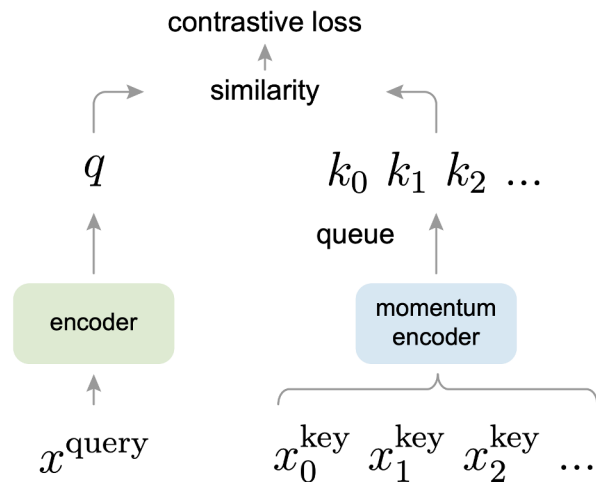 contrastive loss
similarity
q
k₀ k₁ k₂ ...
queue
encoder
momentum
encoder
x^query
x₀^key x₁^key x₂^key ...